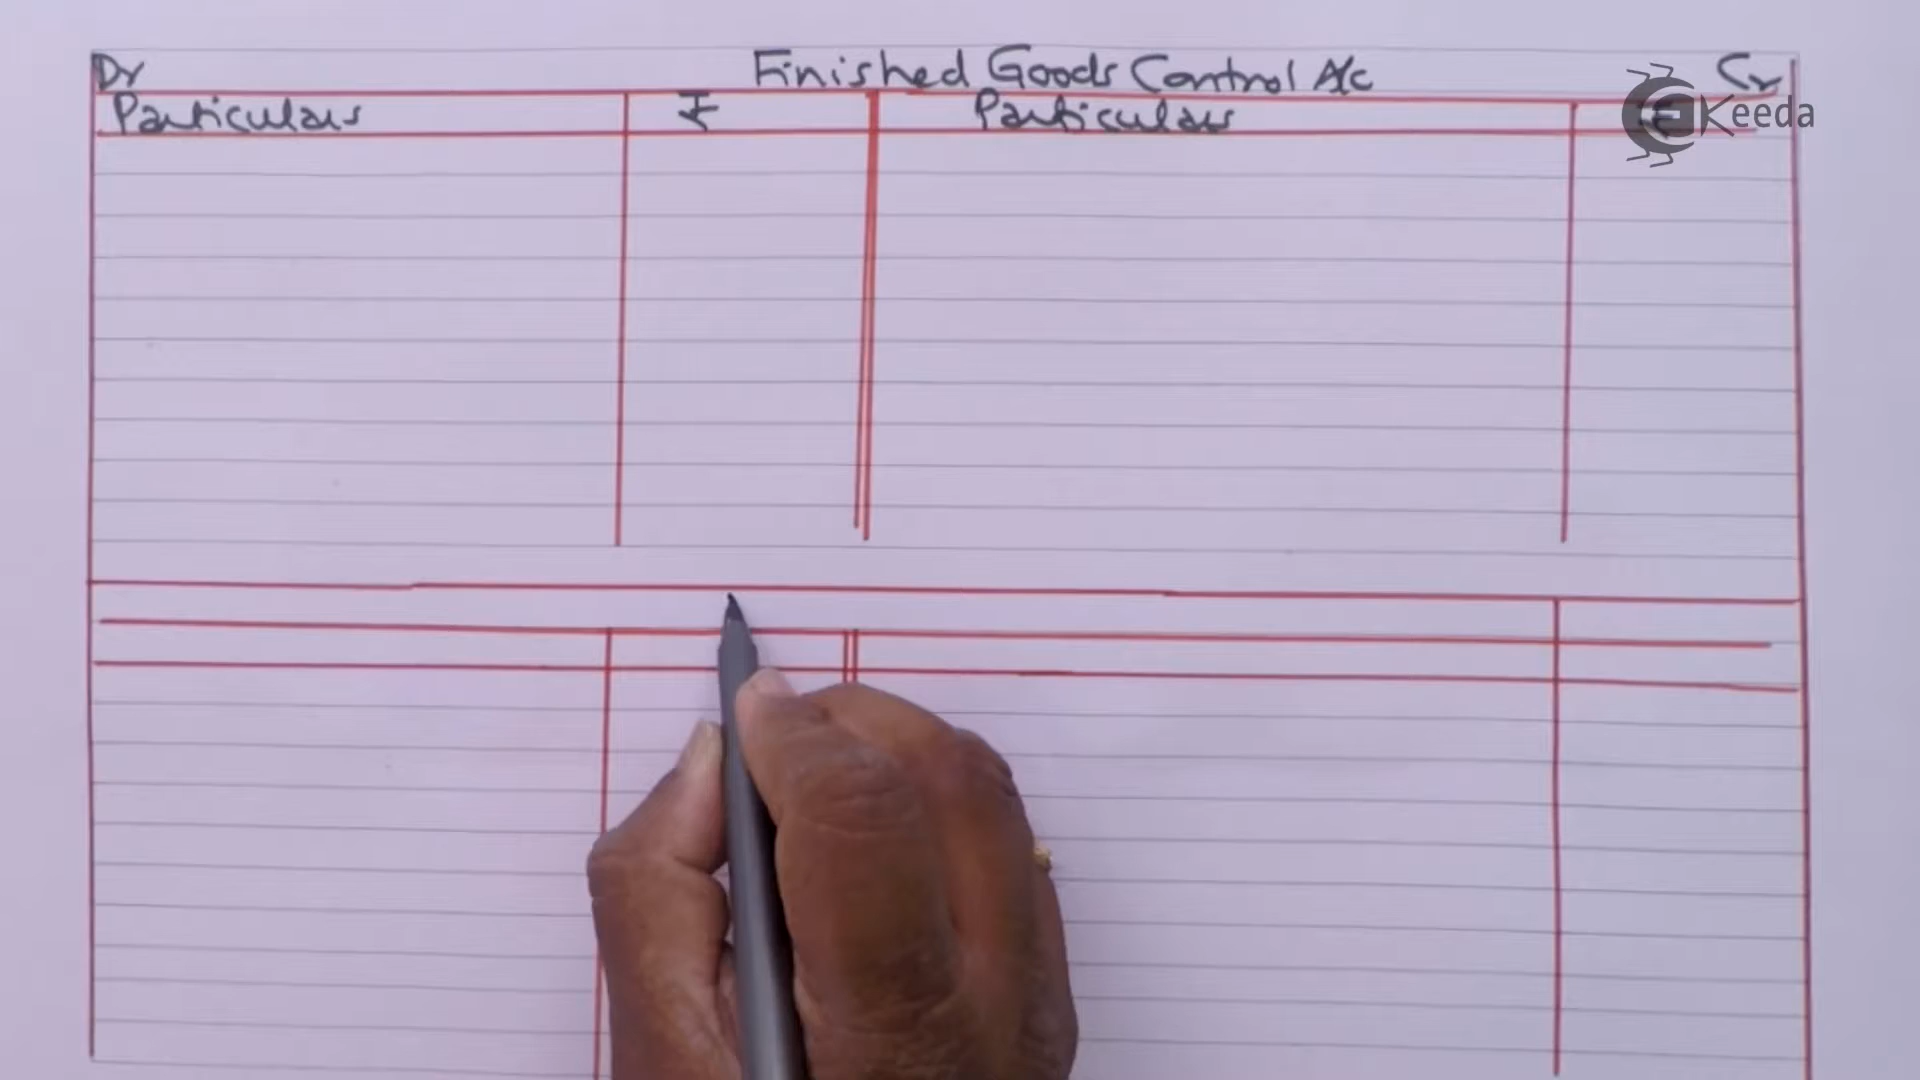 Dr Finished Goods Control A/c Cr
Particulars ₹ Particulars ₹
EKeeda